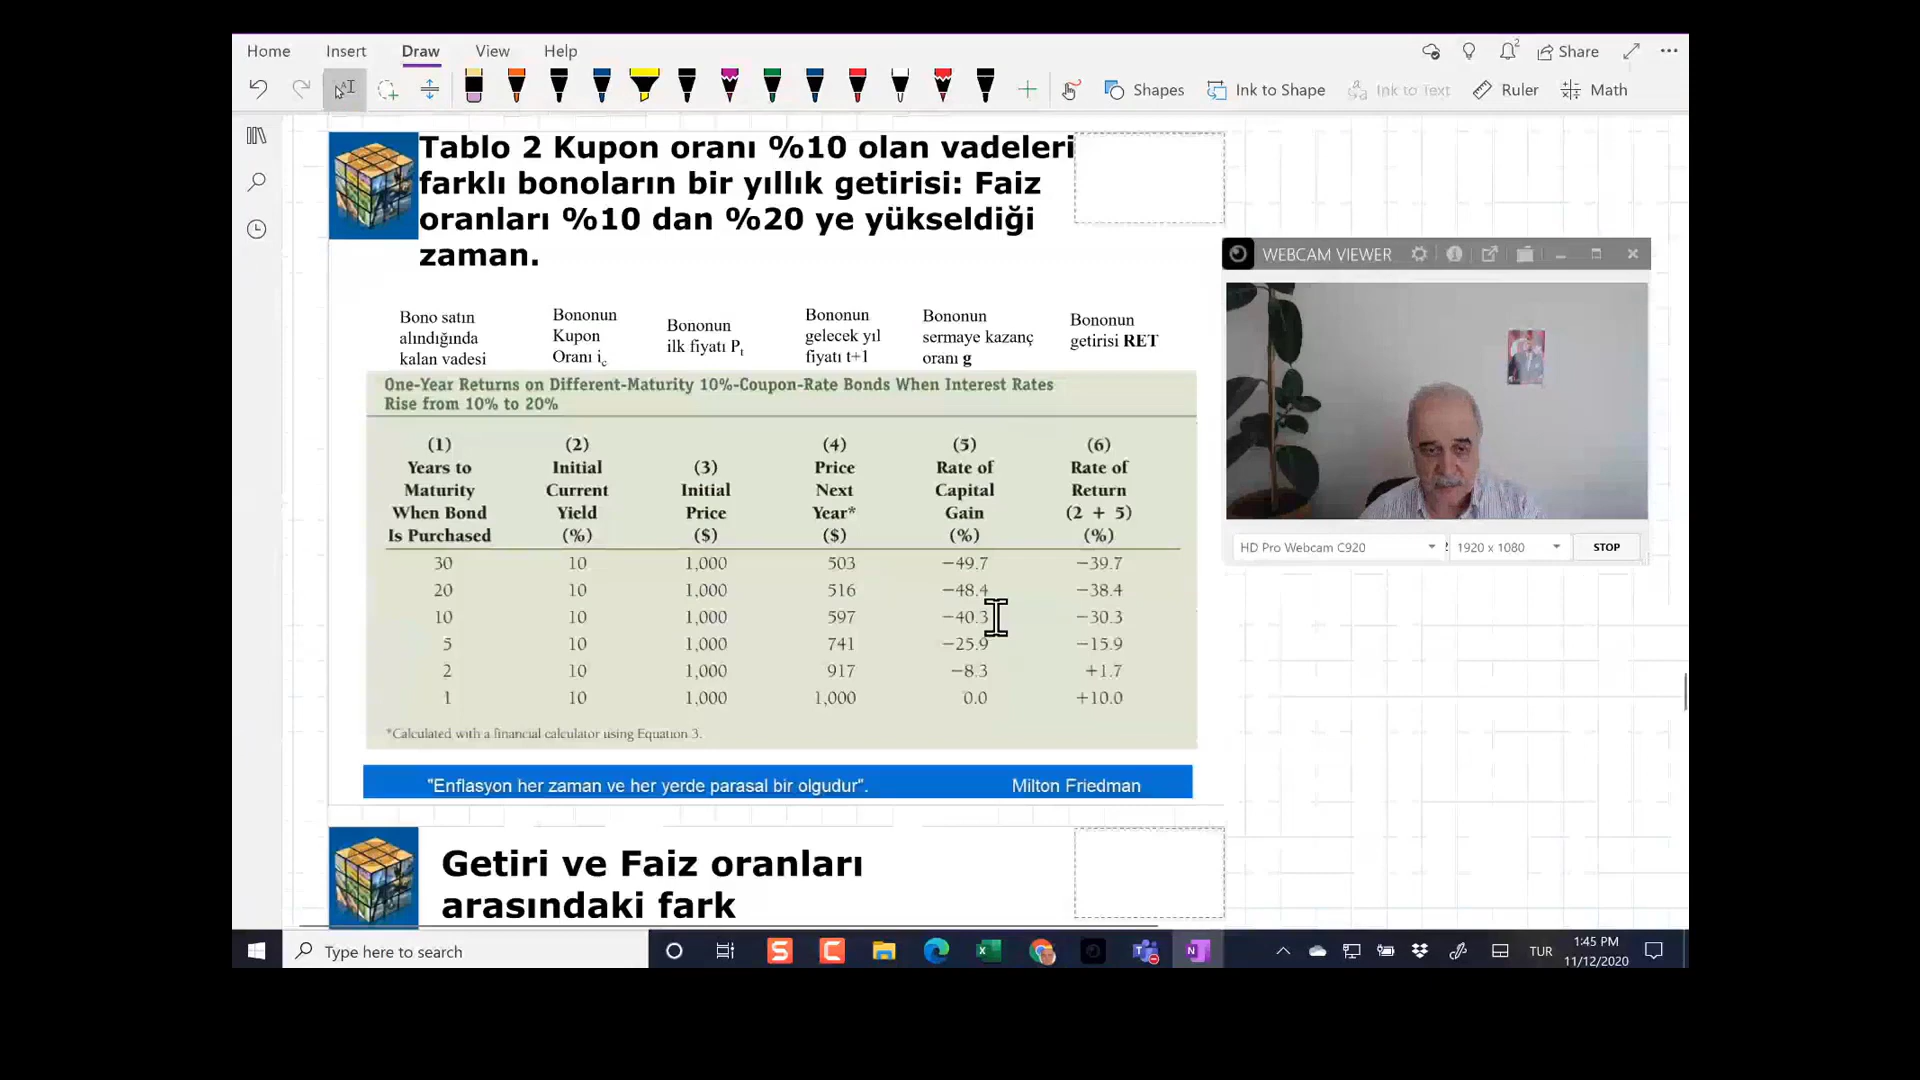 Home Insert Draw View Help
Share
2
Shapes Ink to Shape Ink to Text Ruler Math
Tablo 2 Kupon oranı %10 olan vadeleri
farklı bonoların bir yıllık getirisi: Faiz
oranları %10 dan %20 ye yükseldiği
zaman.
Bono satın
alındığında
kalan vadesi
Bononun
Kupon
Oranı ic
Bononun
ilk fiyatı Pt
Bononun
gelecek yıl
fiyatı t+1
Bononun
sermaye kazanç
oranı g
Bononun
getirisi RET
One-Year Returns on Different-Maturity 10%-Coupon-Rate Bonds When Interest Rates
Rise from 10% to 20%
(1)
Years to
Maturity
When Bond
Is Purchased
(2)
Initial
Current
Yield
(%)
(3)
Initial
Price
($)
(4)
Price
Next
Year*
($)
(5)
Rate of
Capital
Gain
(%)
(6)
Rate of
Return
(2 + 5)
(%)
30 10 1,000 503 −49.7 −39.7
20 10 1,000 516 −48.4 −38.4
10 10 1,000 597 −40.3 −30.3
5 10 1,000 741 −25.9 −15.9
2 10 1,000 917 −8.3 +1.7
1 10 1,000 1,000 0.0 +10.0
*Calculated with a financial calculator using Equation 3.
"Enflasyon her zaman ve her yerde parasal bir olgudur". Milton Friedman
Getiri ve Faiz oranları
arasındaki fark
WEBCAM VIEWER
HD Pro Webcam C920 1920 x 1080 STOP
Type here to search
TUR
1:45 PM
11/12/2020